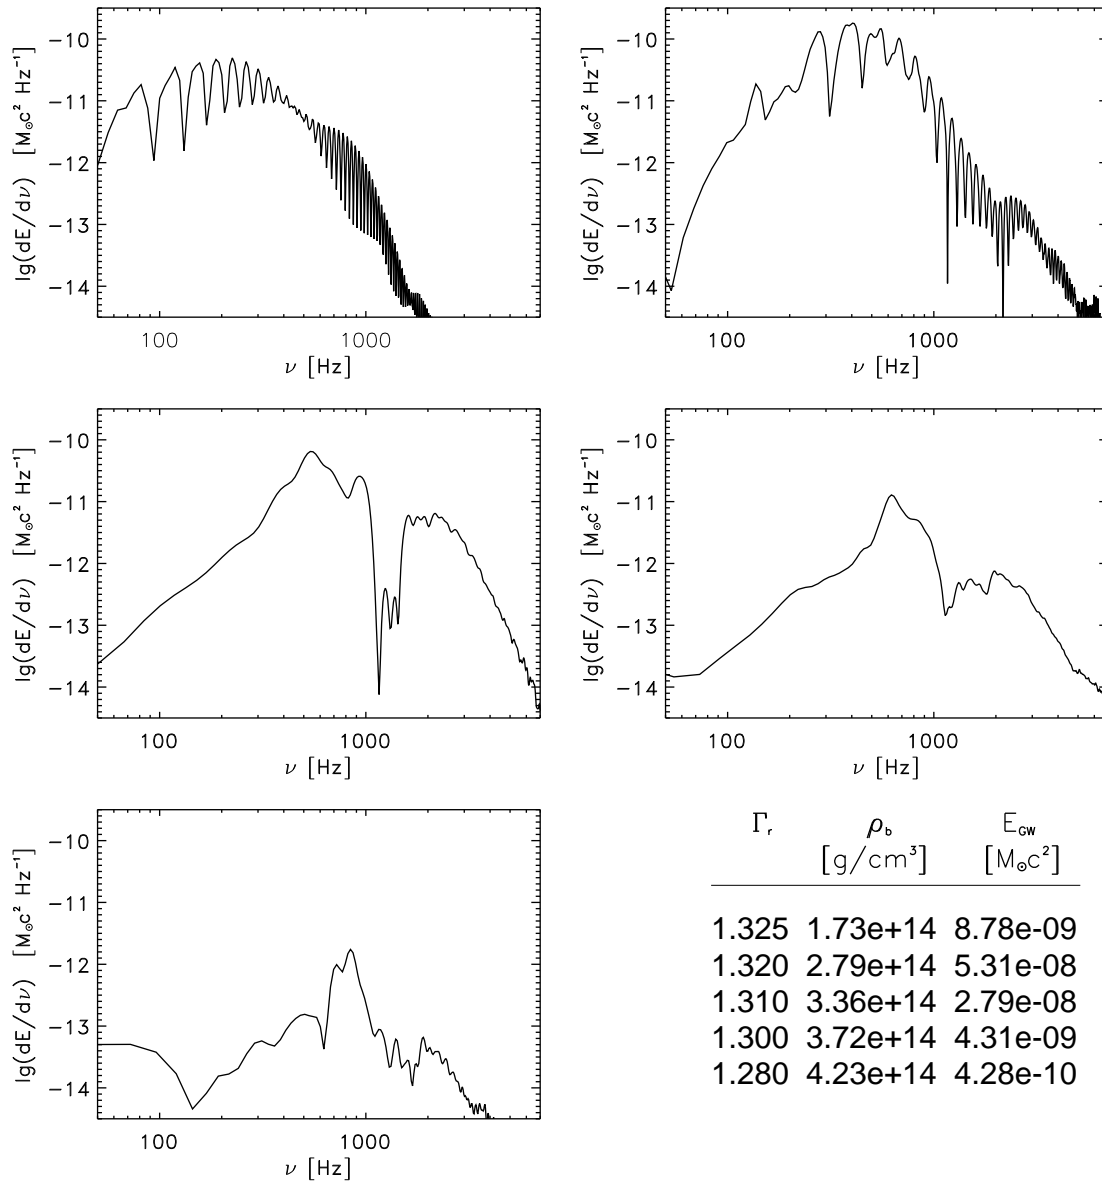 lg(dE/dν) [M⊙c² Hz⁻¹]
-10
-11
-12
-13
-14
100 1000
ν [Hz]
lg(dE/dν) [M⊙c² Hz⁻¹]
-10
-11
-12
-13
-14
100 1000
ν [Hz]
lg(dE/dν) [M⊙c² Hz⁻¹]
-10
-11
-12
-13
-14
100 1000
ν [Hz]
lg(dE/dν) [M⊙c² Hz⁻¹]
-10
-11
-12
-13
-14
100 1000
ν [Hz]
lg(dE/dν) [M⊙c² Hz⁻¹]
-10
-11
-12
-13
-14
100 1000
ν [Hz]
Γr ρb EGW
[g/cm³] [M⊙c²]
1.325 1.73e+14 8.78e-09
1.320 2.79e+14 5.31e-08
1.310 3.36e+14 2.79e-08
1.300 3.72e+14 4.31e-09
1.280 4.23e+14 4.28e-10